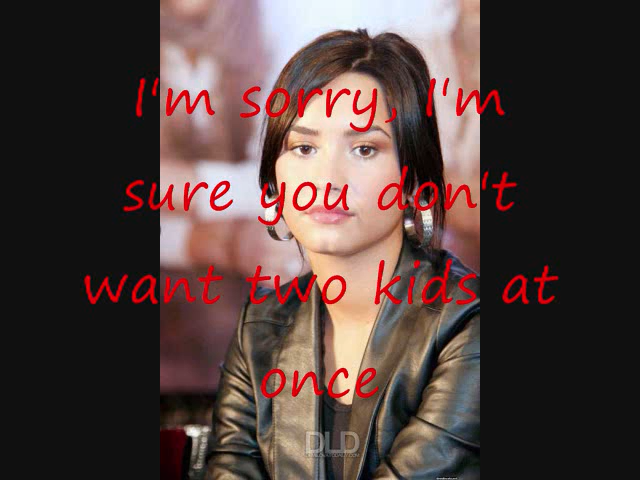 I'm sorry, I'm
sure you don't
want two kids at
once
DLD